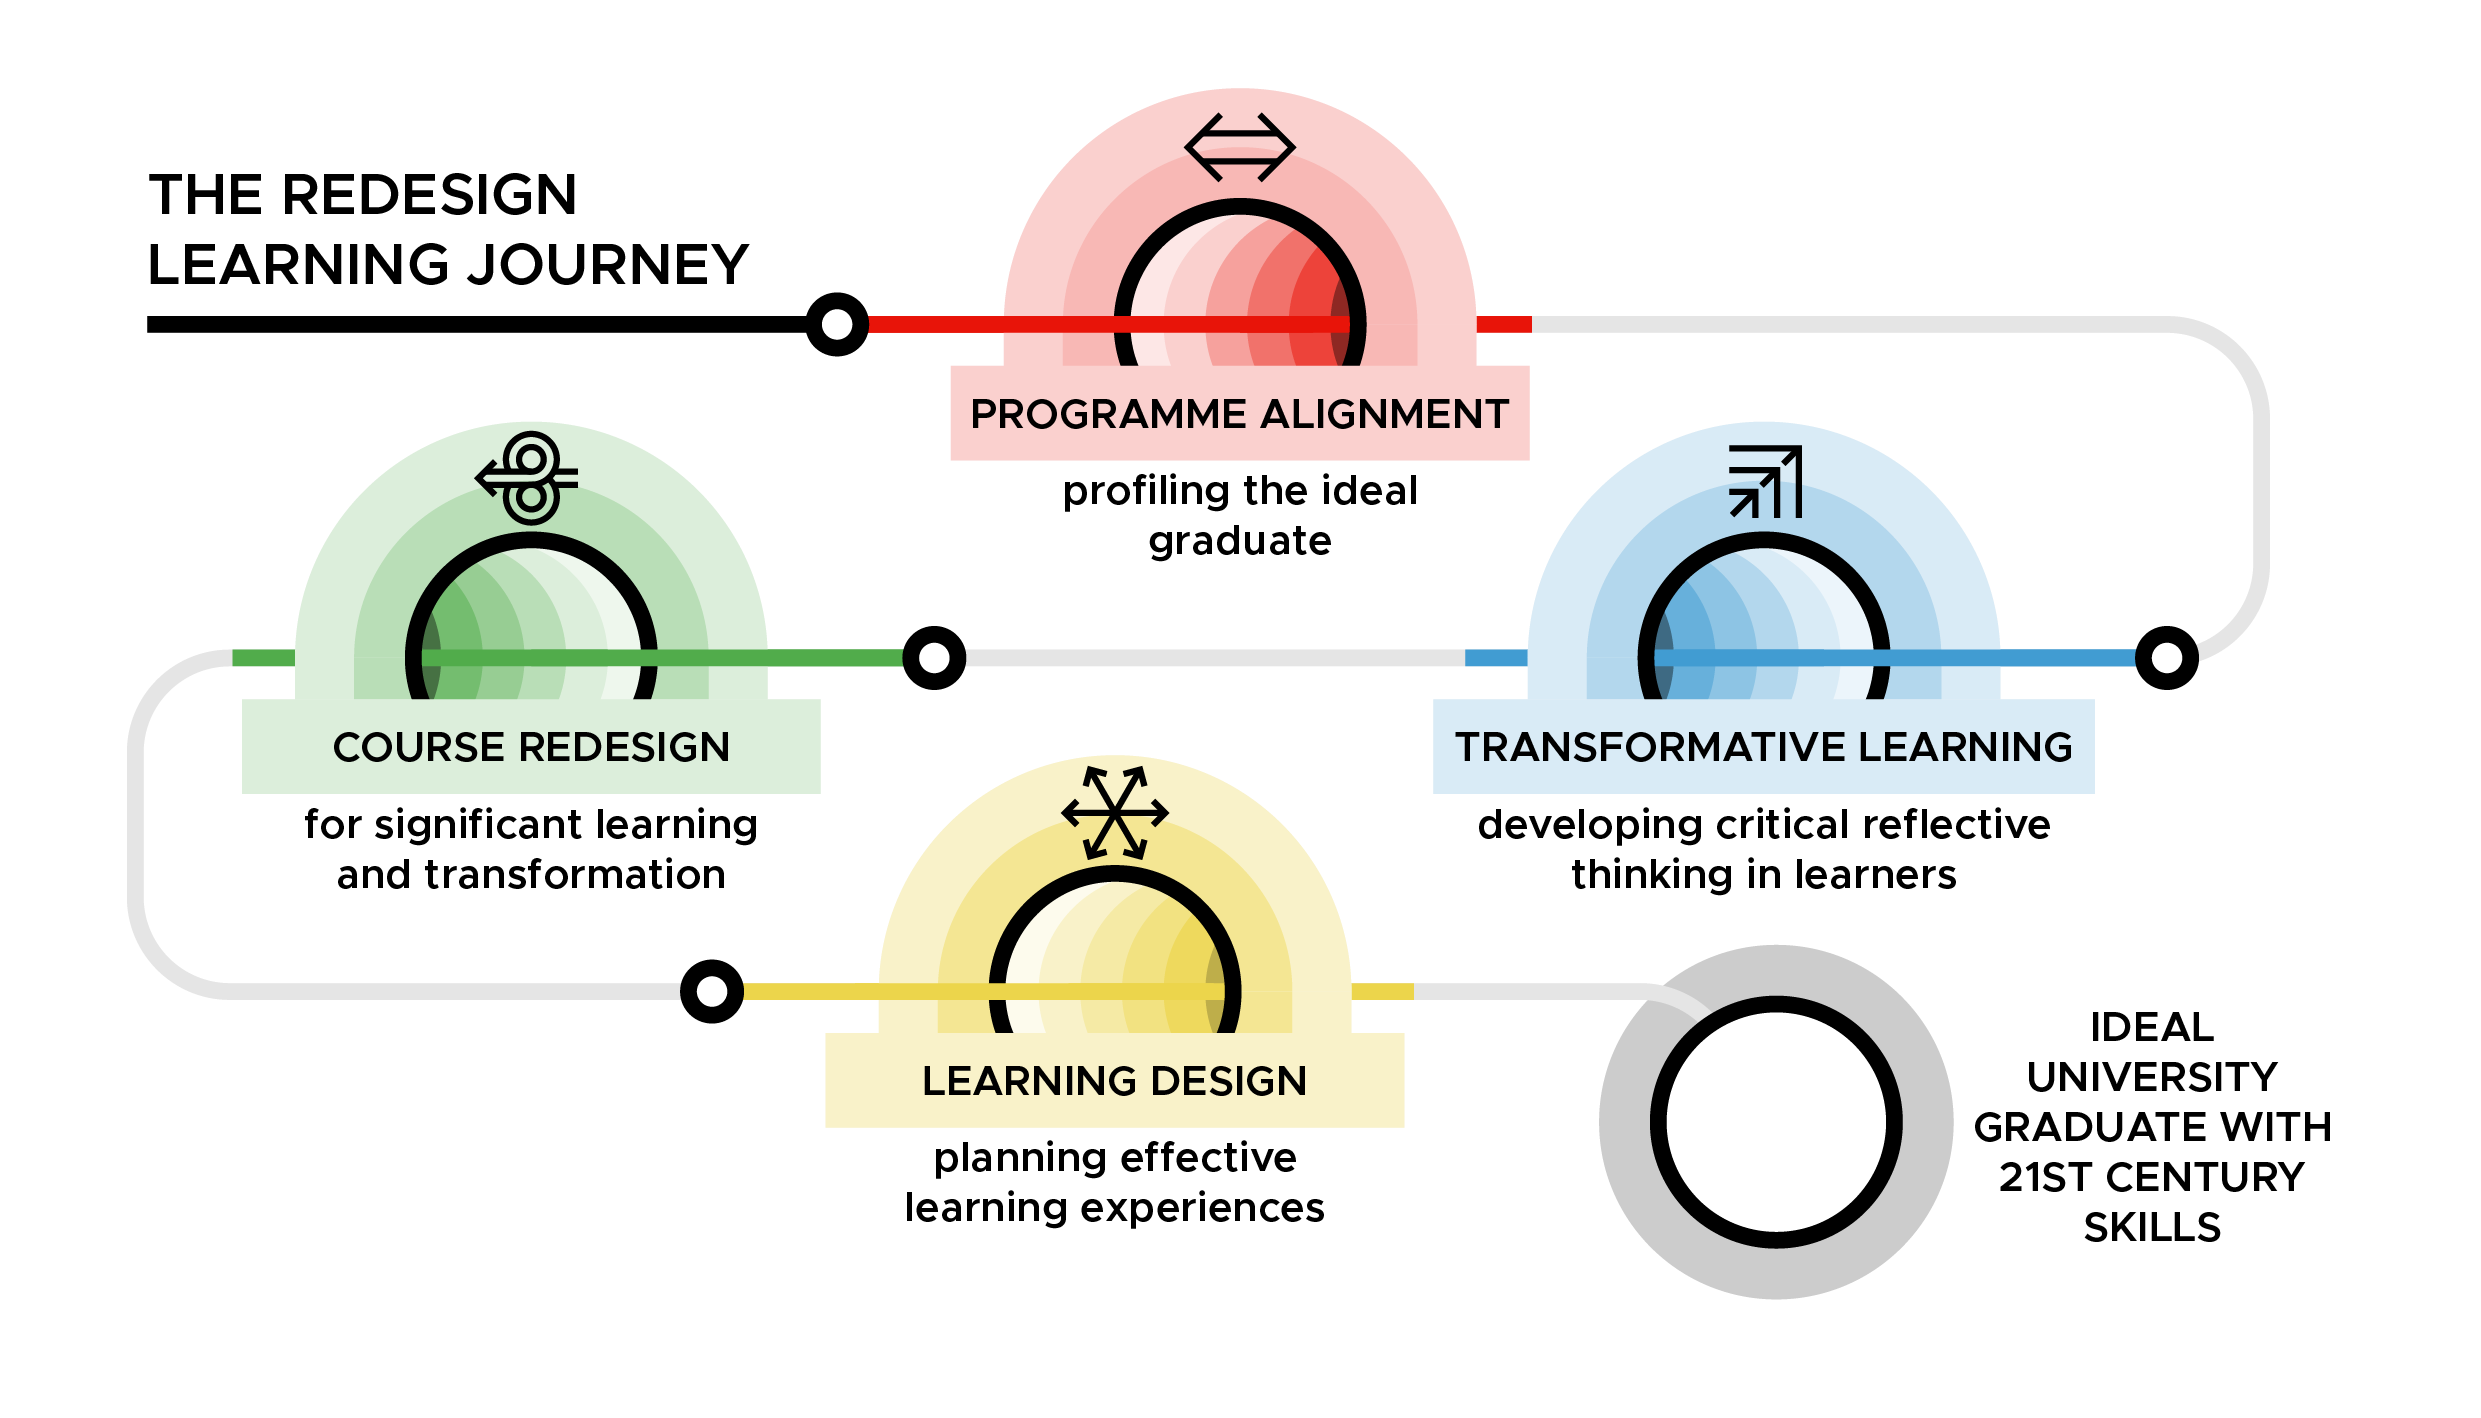 THE REDESIGN
LEARNING JOURNEY
PROGRAMME ALIGNMENT
profiling the ideal
graduate
TRANSFORMATIVE LEARNING
developing critical reflective
thinking in learners
COURSE REDESIGN
for significant learning
and transformation
LEARNING DESIGN
planning effective
learning experiences
IDEAL
UNIVERSITY
GRADUATE WITH
21ST CENTURY
SKILLS